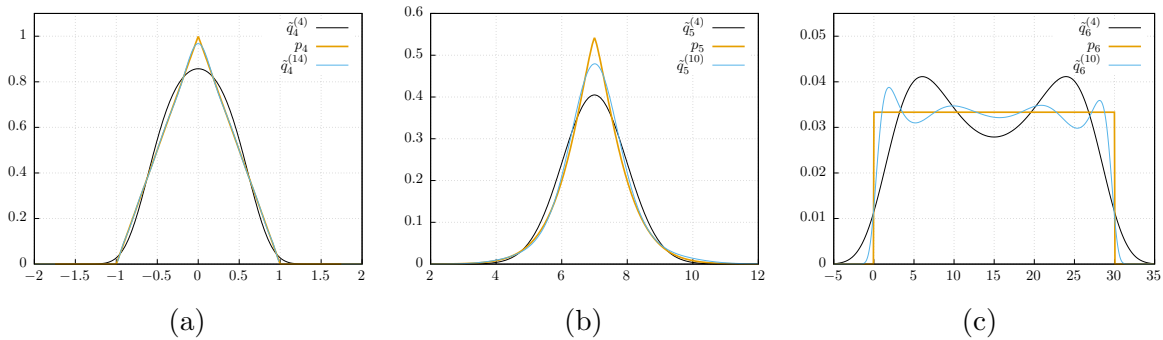 q̃₄⁽⁴⁾
p₄
q̃₄⁽¹⁴⁾
1
0.8
0.6
0.4
0.2
0
−2 −1.5 −1 −0.5 0 0.5 1 1.5 2
(a)
q̃₅⁽⁴⁾
p₅
q̃₅⁽¹⁰⁾
0.6
0.5
0.4
0.3
0.2
0.1
0
2 4 6 8 10 12
(b)
q̃₆⁽⁴⁾
p₆
q̃₆⁽¹⁰⁾
0.05
0.04
0.03
0.02
0.01
0
−5 0 5 10 15 20 25 30 35
(c)